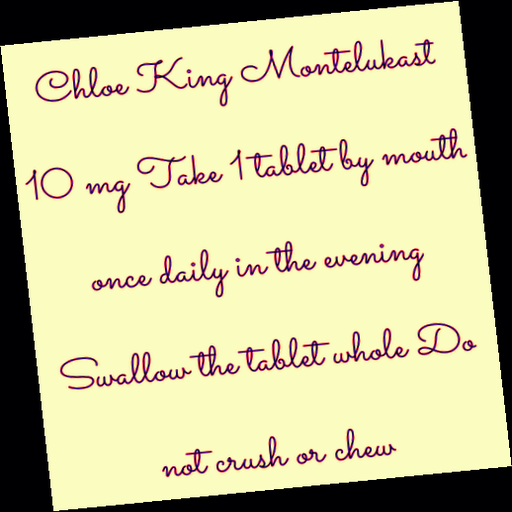 Chloe King Montelukast
10 mg Take 1 tablet by mouth
once daily in the evening
Swallow the tablet whole Do
not crush or chew